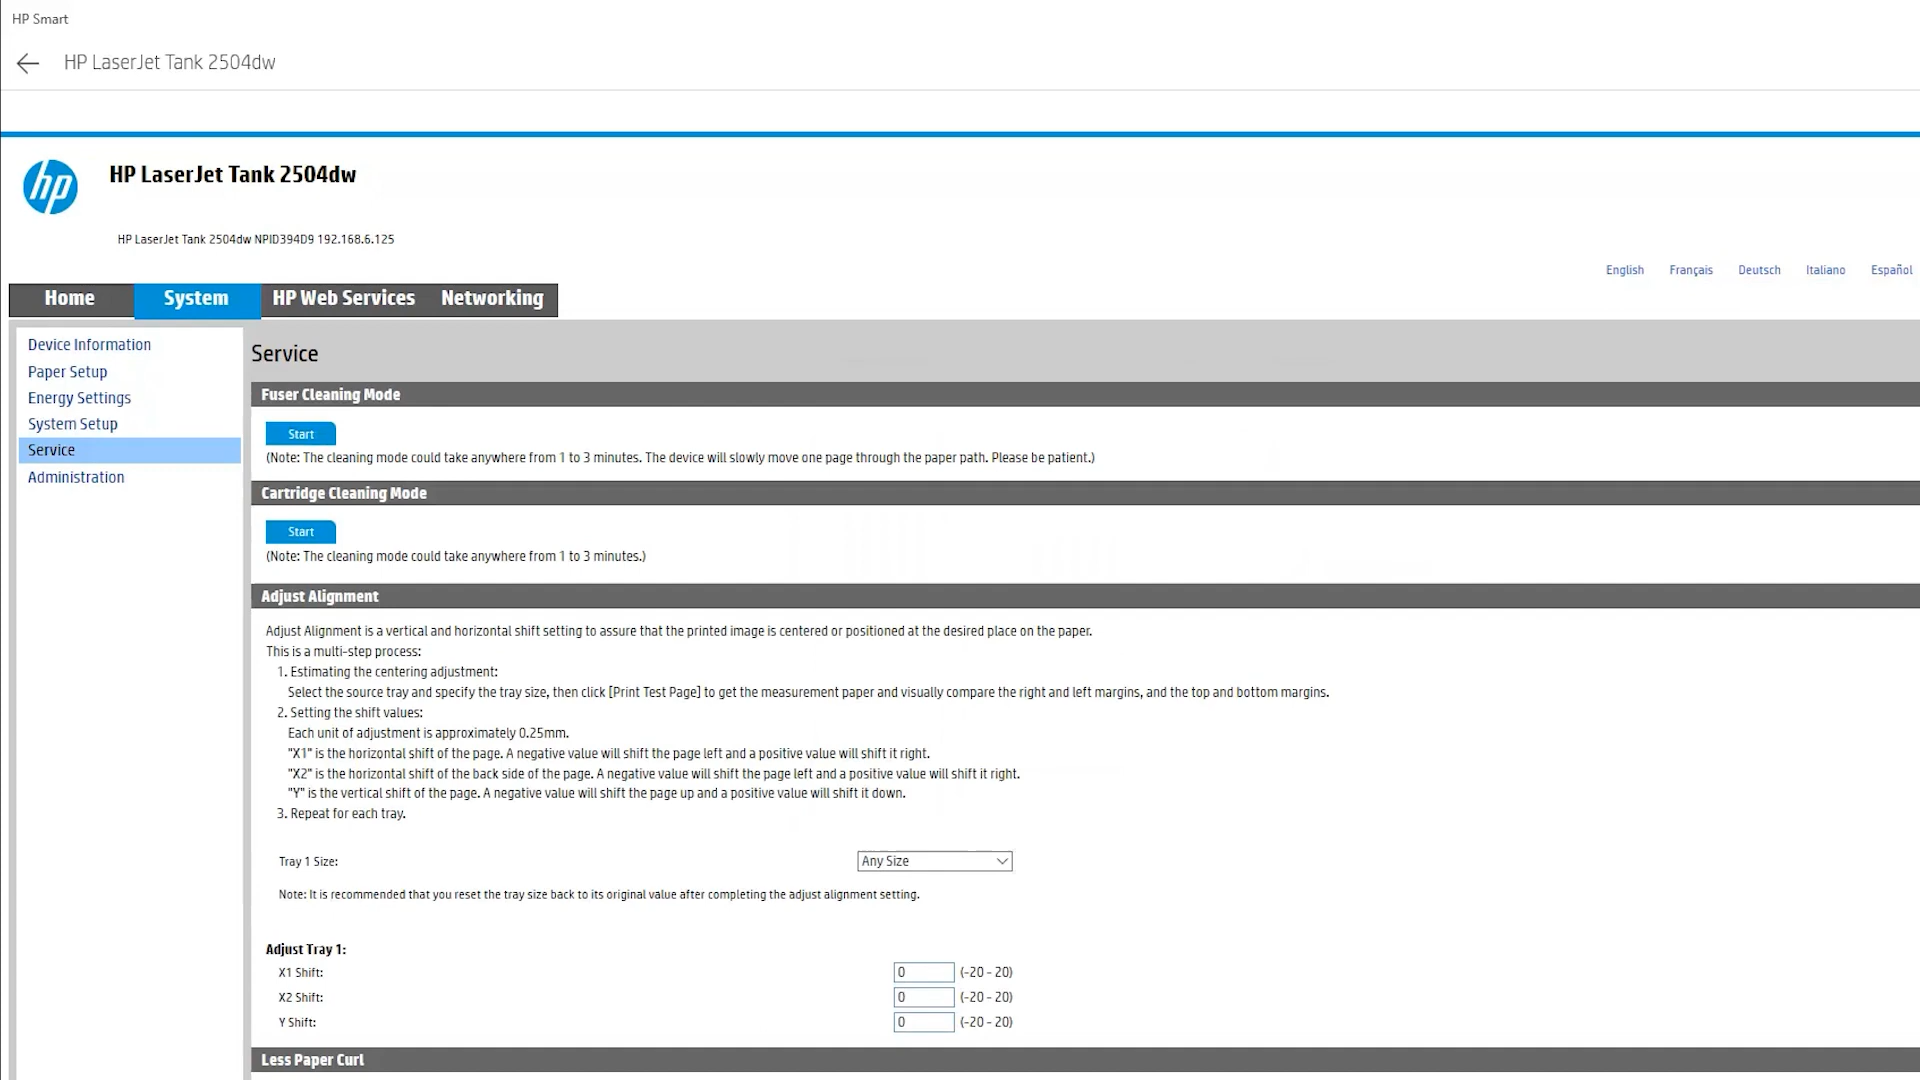 HP Smart
HP LaserJet Tank 2504dw
hp
HP LaserJet Tank 2504dw
HP LaserJet Tank 2504dw NPID394D9 192.168.6.125
English Français Deutsch Italiano Español
Home System HP Web Services Networking
Device Information
Paper Setup
Energy Settings
System Setup
Service
Administration
Service
Fuser Cleaning Mode
Start
(Note: The cleaning mode could take anywhere from 1 to 3 minutes. The device will slowly move one page through the paper path. Please be patient.)
Cartridge Cleaning Mode
Start
(Note: The cleaning mode could take anywhere from 1 to 3 minutes.)
Adjust Alignment
Adjust Alignment is a vertical and horizontal shift setting to assure that the printed image is centered or positioned at the desired place on the paper.
This is a multi-step process:
1. Estimating the centering adjustment:
Select the source tray and specify the tray size, then click [Print Test Page] to get the measurement paper and visually compare the right and left margins, and the top and bottom margins.
2. Setting the shift values:
Each unit of adjustment is approximately 0.25mm.
"X1" is the horizontal shift of the page. A negative value will shift the page left and a positive value will shift it right.
"X2" is the horizontal shift of the back side of the page. A negative value will shift the page left and a positive value will shift it right.
"Y" is the vertical shift of the page. A negative value will shift the page up and a positive value will shift it down.
3. Repeat for each tray.
Tray 1 Size: Any Size
Note: It is recommended that you reset the tray size back to its original value after completing the adjust alignment setting.
Adjust Tray 1:
X1 Shift: 0 (-20 - 20)
X2 Shift: 0 (-20 - 20)
Y Shift: 0 (-20 - 20)
Less Paper Curl